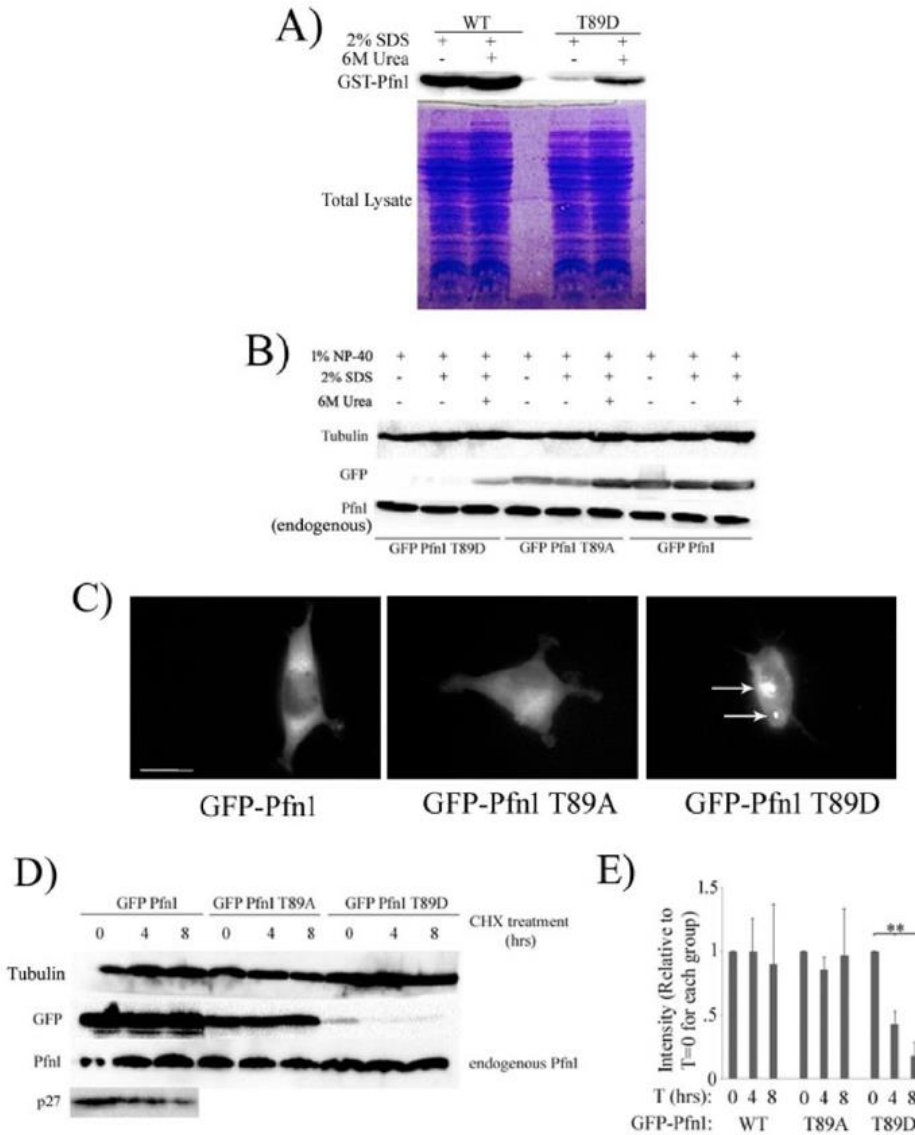 A)
WT T89D
2% SDS + + + +
6M Urea - + - +
GST-Pfn1
Total Lysate
B)
1% NP-40 + + + + + + + + +
2% SDS - + + - + + - + +
6M Urea - - + - - + - - +
Tubulin
GFP
Pfn1
(endogenous)
GFP Pfn1 T89D GFP Pfn1 T89A GFP Pfn1
C)
GFP-Pfn1 GFP-Pfn1 T89A GFP-Pfn1 T89D
D)
GFP Pfn1 GFP Pfn1 T89A GFP Pfn1 T89D
0 4 8 0 4 8 0 4 8 CHX treatment
(hrs)
Tubulin
GFP
Pfn1 endogenous Pfn1
p27
E)
Intensity (Relative to
T=0 for each group)
1.5
1
.5
0
**
T (hrs): 0 4 8 0 4 8 0 4 8
GFP-Pfn1: WT T89A T89D